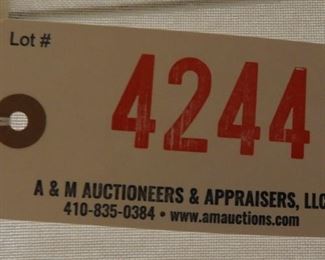 Lot #
4244
A & M AUCTIONEERS & APPRAISERS, LLC
410-835-0384 • www.amauctions.com